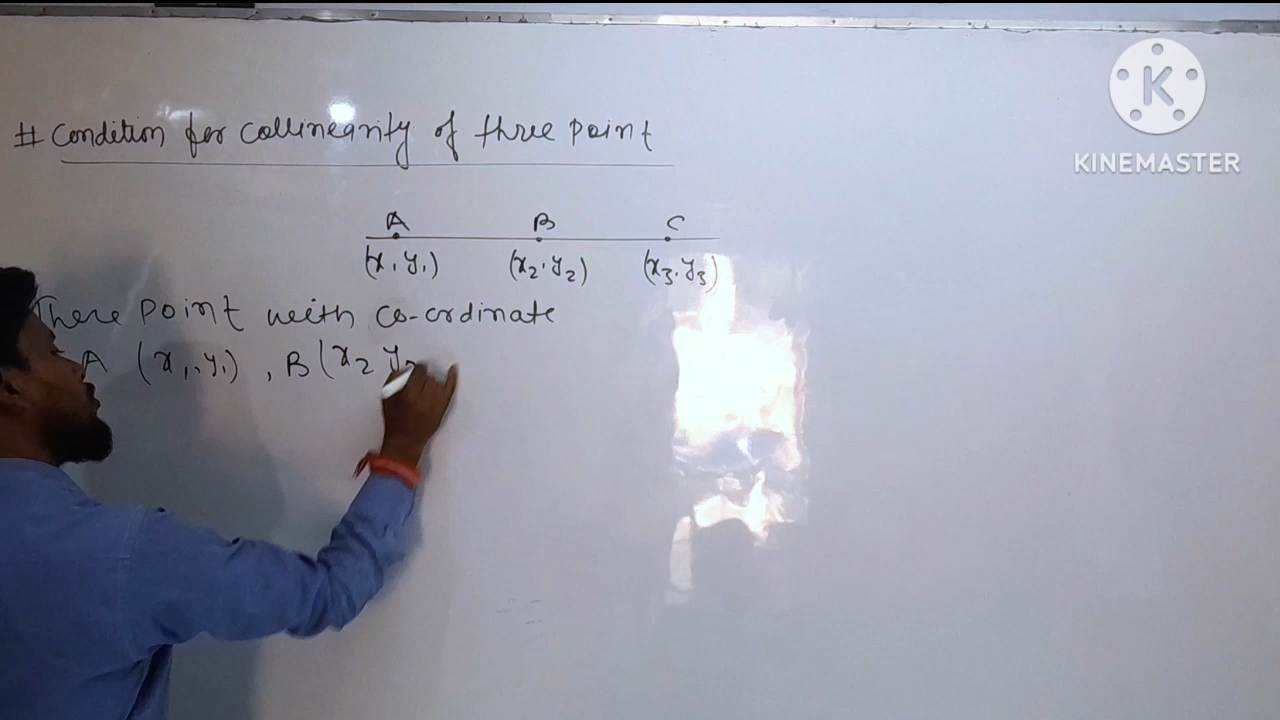 # Condition for collinearity of three point
KINEMASTER
A B C
(x, y₁) (x₂, y₂) (x₃, y₃)
There point with co-ordinate
A (x₁, y₁), B (x₂ y₂